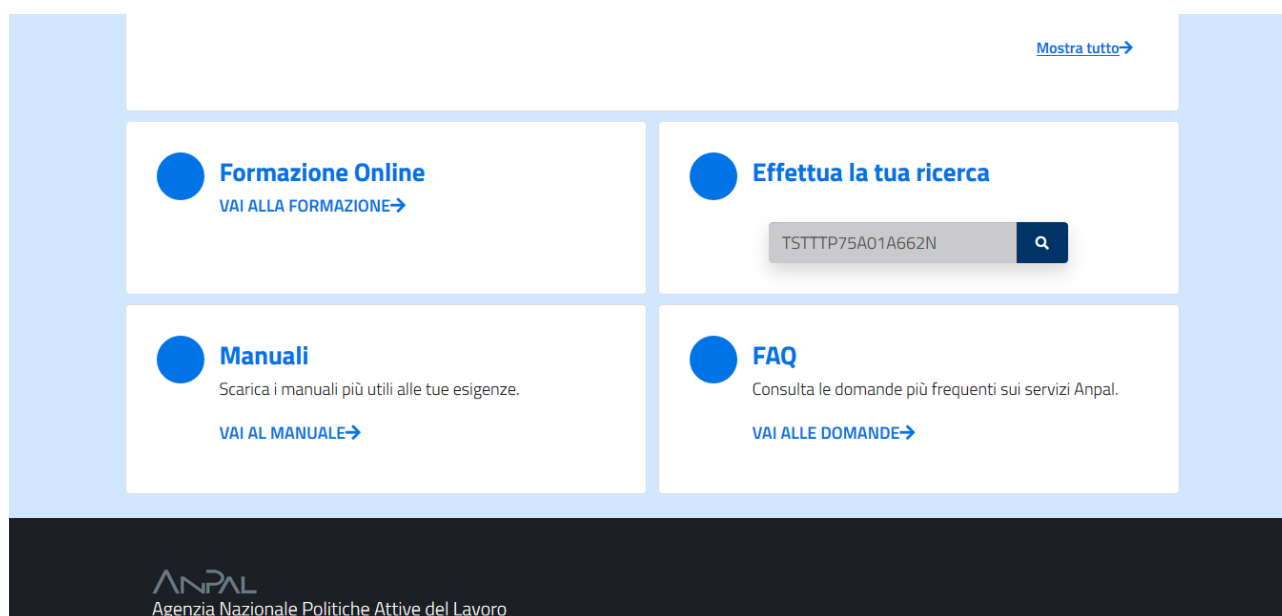 Mostra tutto
Formazione Online
VAI ALLA FORMAZIONE
Effettua la tua ricerca
TSTTTP75A01A662N
Manuali
Scarica i manuali più utili alle tue esigenze.
VAI AL MANUALE
FAQ
Consulta le domande più frequenti sui servizi Anpal.
VAI ALLE DOMANDE
ANPAL
Agenzia Nazionale Politiche Attive del Lavoro